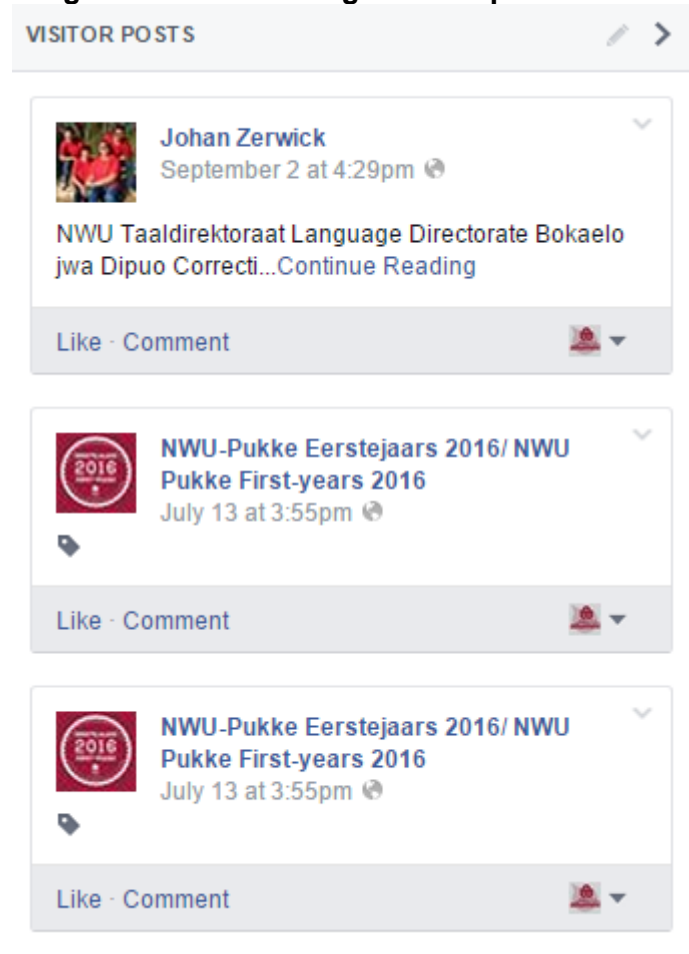 VISITOR POSTS
Johan Zerwick
September 2 at 4:29pm
NWU Taaldirektoraat Language Directorate Bokaelo
jwa Dipuo Correcti...Continue Reading
Like · Comment
NWU-Pukke Eerstejaars 2016/ NWU
Pukke First-years 2016
July 13 at 3:55pm
2016
Like · Comment
NWU-Pukke Eerstejaars 2016/ NWU
Pukke First-years 2016
July 13 at 3:55pm
2016
Like · Comment